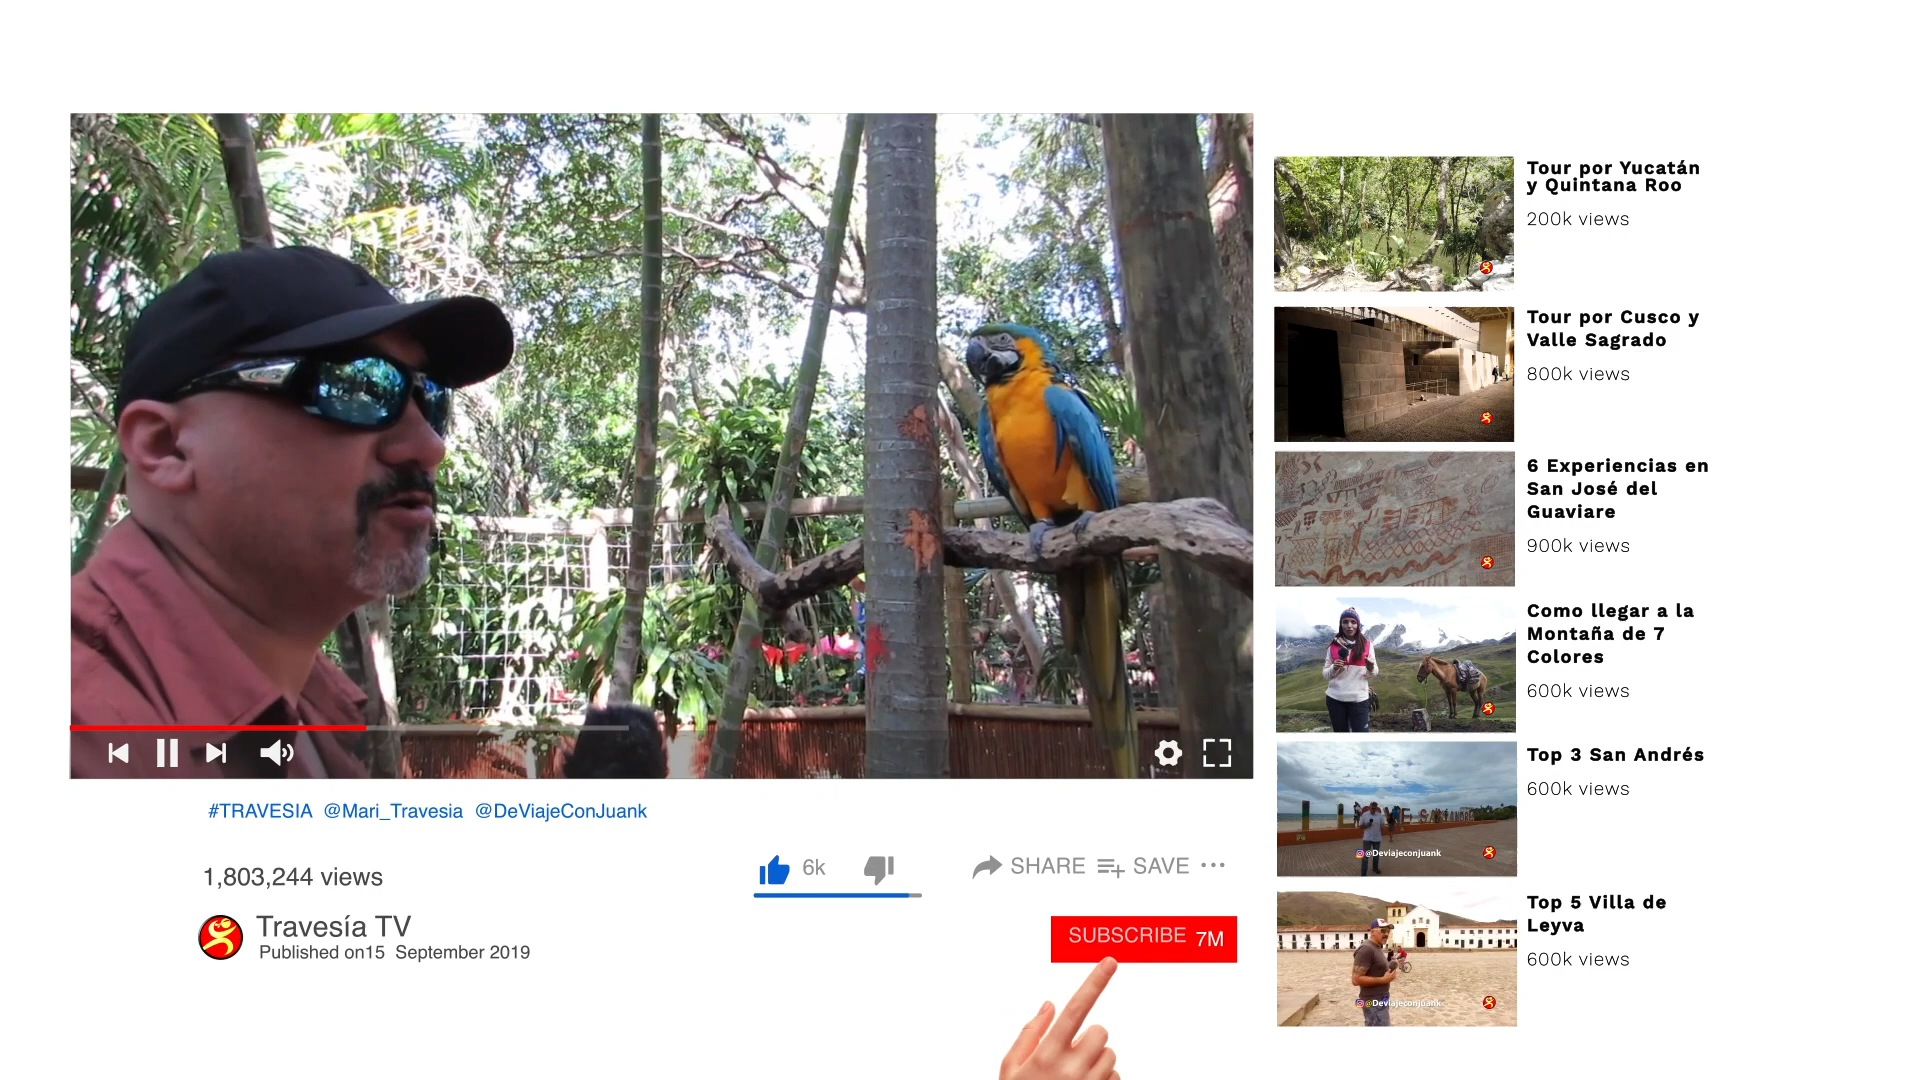 #TRAVESIA @Mari_Travesia @DeViajeConJuank
1,803,244 views
6k
SHARE
SAVE
Travesía TV
Published on15 September 2019
SUBSCRIBE 7M
Tour por Yucatán
y Quintana Roo
200k views
Tour por Cusco y
Valle Sagrado
800k views
6 Experiencias en
San José del
Guaviare
900k views
Como llegar a la
Montaña de 7
Colores
600k views
Top 3 San Andrés
600k views
@Deviajeconjuank
Top 5 Villa de
Leyva
600k views
@Deviajeconjuank